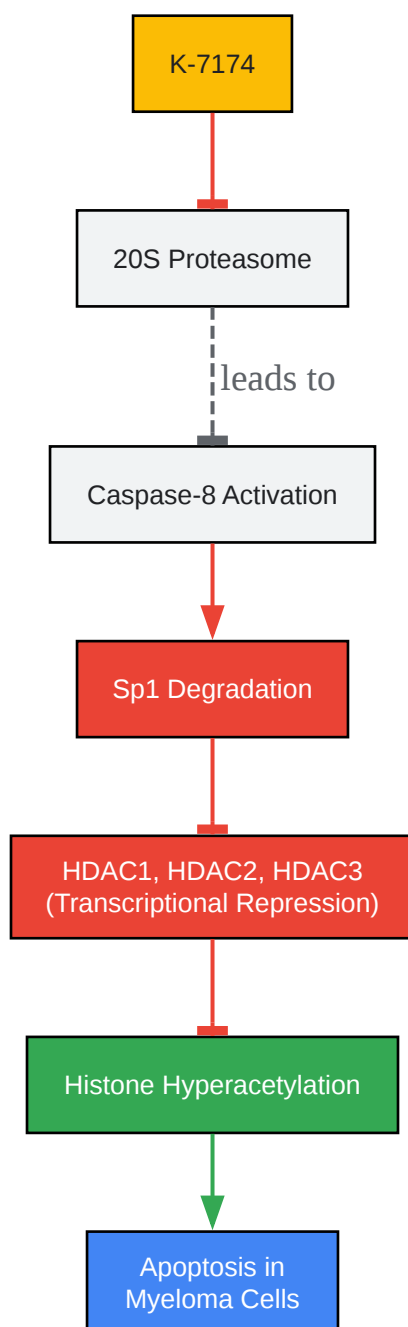 K-7174
20S Proteasome
leads to
Caspase-8 Activation
Sp1 Degradation
HDAC1, HDAC2, HDAC3
(Transcriptional Repression)
Histone Hyperacetylation
Apoptosis in
Myeloma Cells